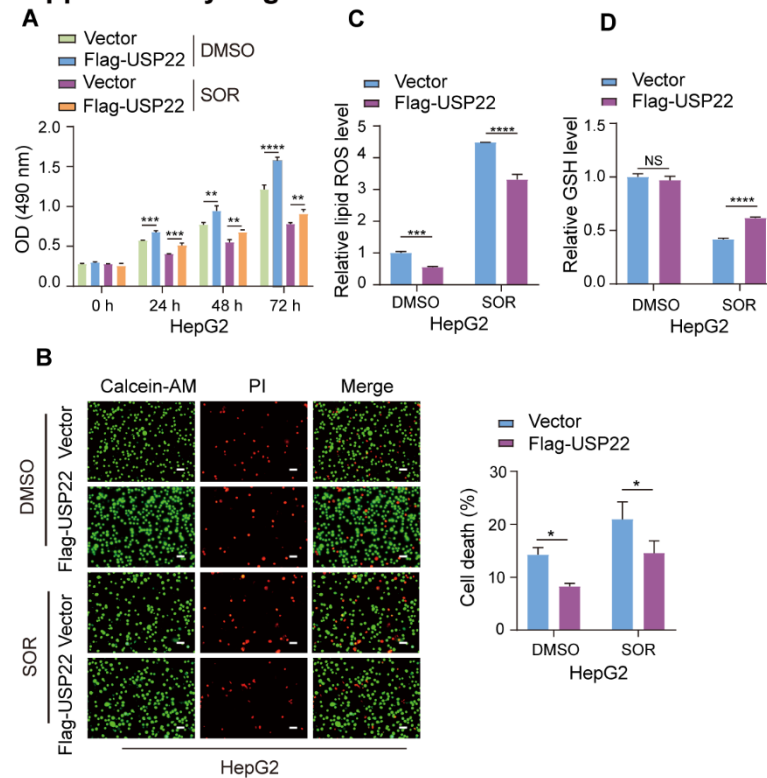 A
Vector
Flag-USP22
DMSO
Vector
Flag-USP22
SOR
OD (490 nm)
2.0
1.5
1.0
0.5
0.0
***
***
**
**
****
**
0 h 24 h 48 h 72 h
HepG2
C
Vector
Flag-USP22
Relative lipid ROS level
5
4
3
2
1
0
***
****
DMSO SOR
HepG2
D
Vector
Flag-USP22
Relative GSH level
1.5
1.0
0.5
0.0
NS
****
DMSO SOR
HepG2
B
Calcein-AM PI Merge
DMSO
Vector
Flag-USP22
SOR
Vector
Flag-USP22
HepG2
Vector
Flag-USP22
Cell death (%)
30
20
10
0
*
*
DMSO SOR
HepG2